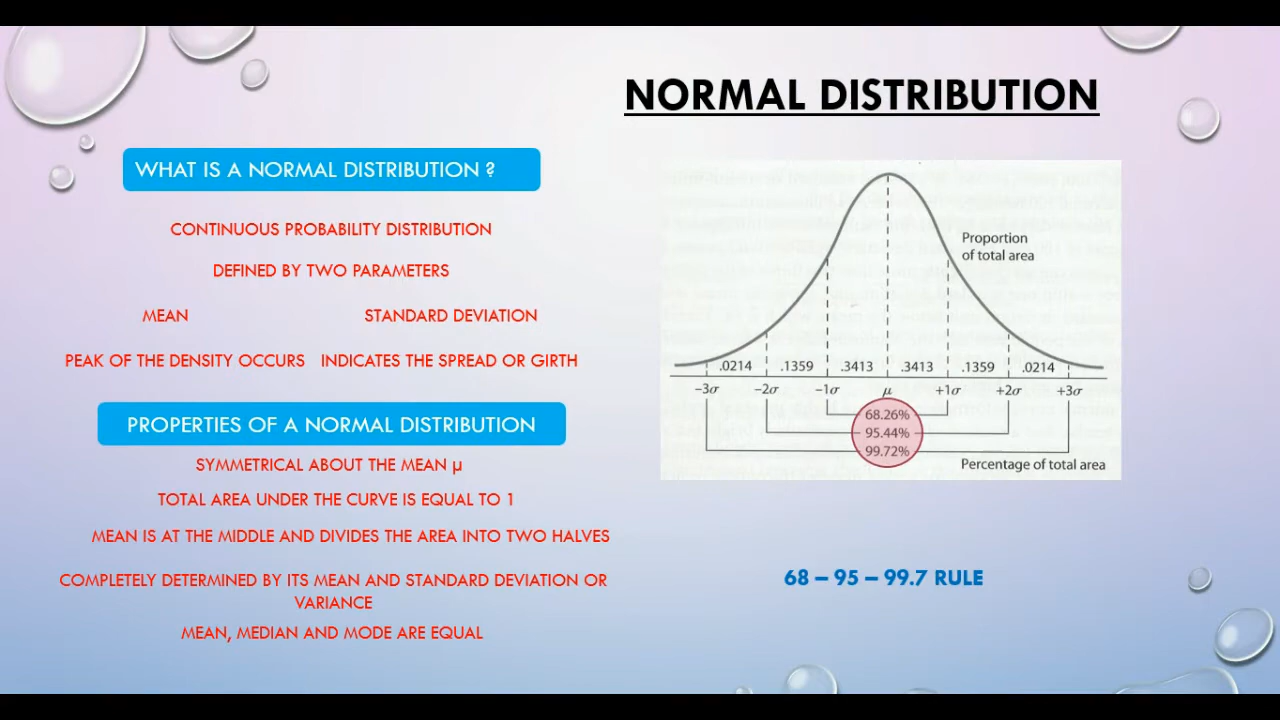 NORMAL DISTRIBUTION
WHAT IS A NORMAL DISTRIBUTION ?
CONTINUOUS PROBABILITY DISTRIBUTION
DEFINED BY TWO PARAMETERS
MEAN STANDARD DEVIATION
PEAK OF THE DENSITY OCCURS INDICATES THE SPREAD OR GIRTH
PROPERTIES OF A NORMAL DISTRIBUTION
SYMMETRICAL ABOUT THE MEAN µ
TOTAL AREA UNDER THE CURVE IS EQUAL TO 1
MEAN IS AT THE MIDDLE AND DIVIDES THE AREA INTO TWO HALVES
COMPLETELY DETERMINED BY ITS MEAN AND STANDARD DEVIATION OR
VARIANCE
MEAN, MEDIAN AND MODE ARE EQUAL
Proportion
of total area
.0214 .1359 .3413 .3413 .1359 .0214
−3σ −2σ −1σ µ +1σ +2σ +3σ
68.26%
95.44%
99.72%
Percentage of total area
68 – 95 – 99.7 RULE